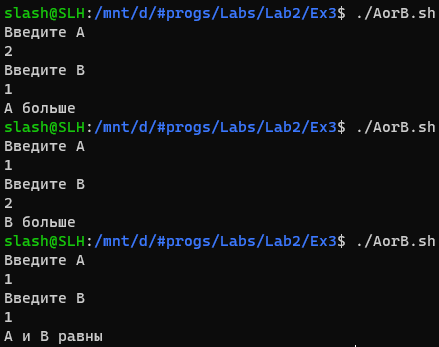 slash@SLH:/mnt/d/#progs/Labs/Lab2/Ex3$ ./AorB.sh
Введите A
2
Введите B
1
A больше
slash@SLH:/mnt/d/#progs/Labs/Lab2/Ex3$ ./AorB.sh
Введите A
1
Введите B
2
B больше
slash@SLH:/mnt/d/#progs/Labs/Lab2/Ex3$ ./AorB.sh
Введите A
1
Введите B
1
A и B равны